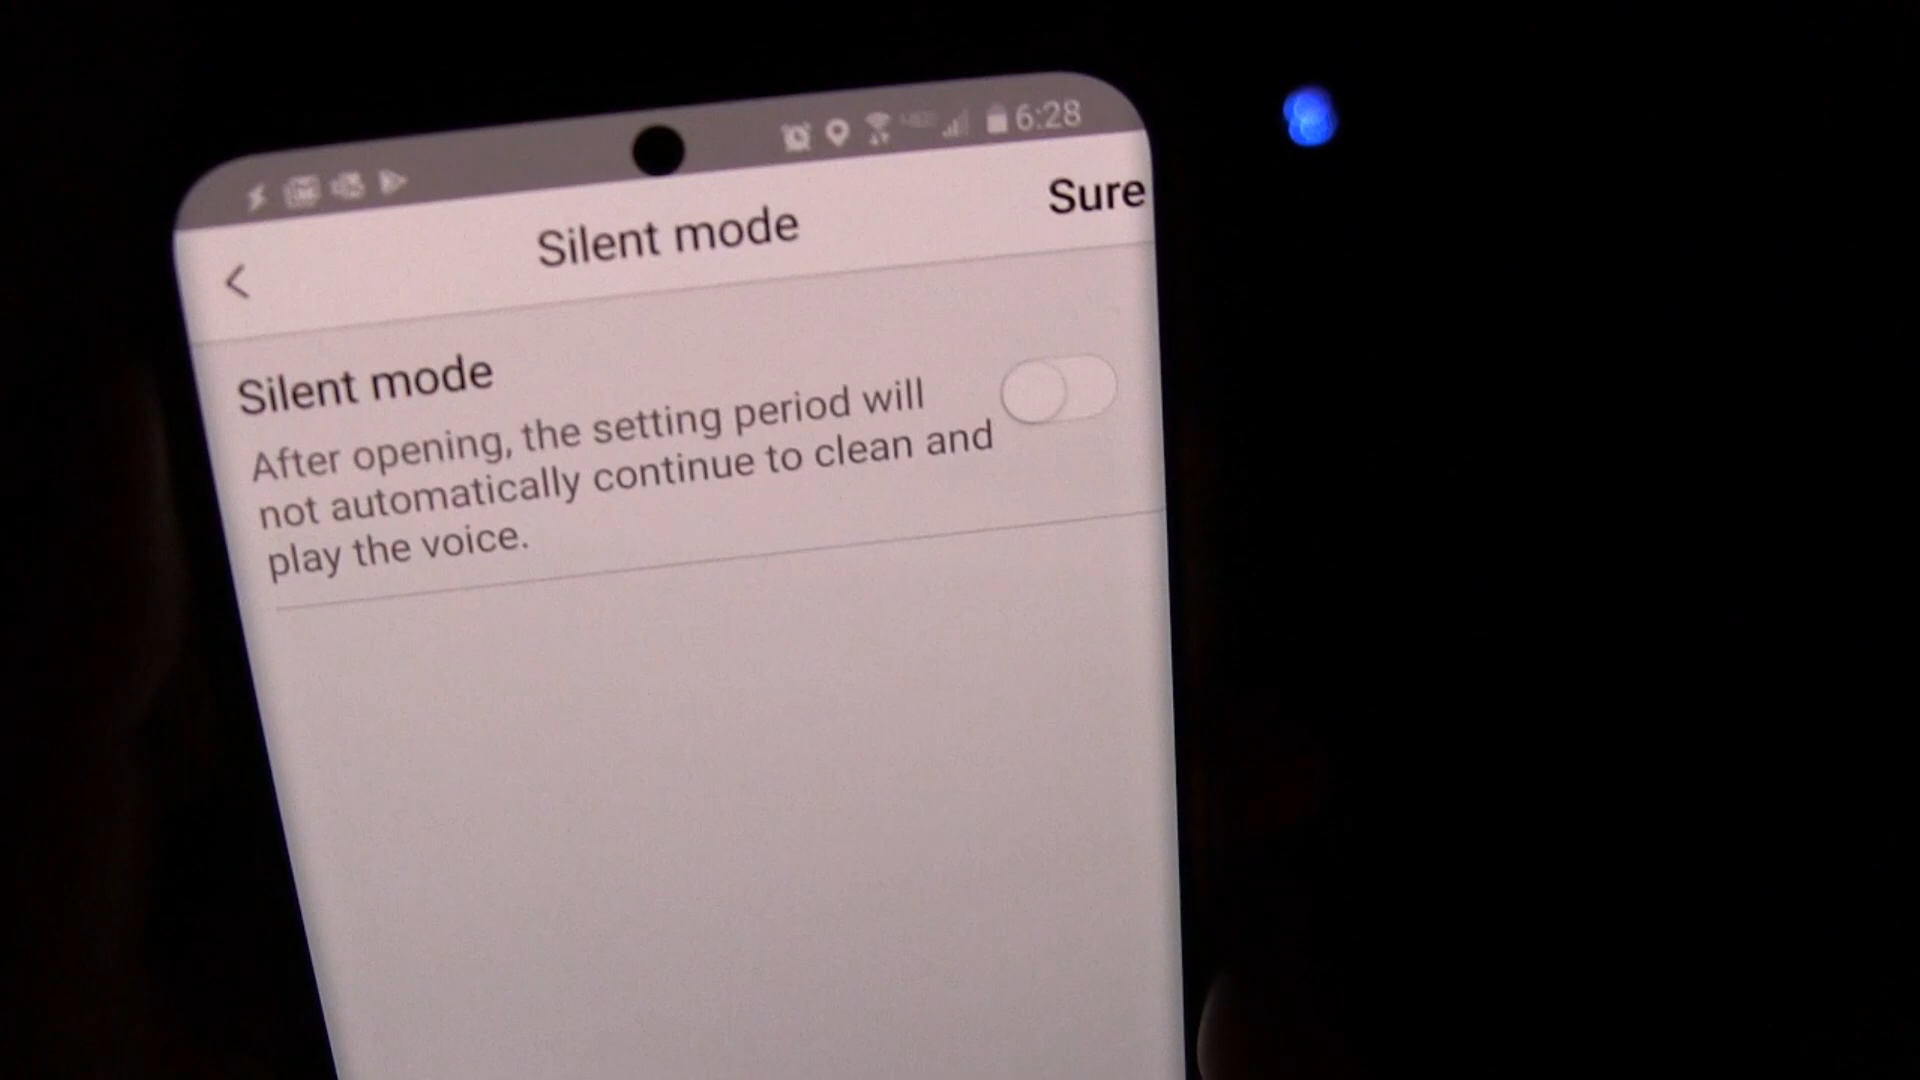 6:28
Silent mode
Sure
Silent mode
After opening, the setting period will
not automatically continue to clean and
play the voice.